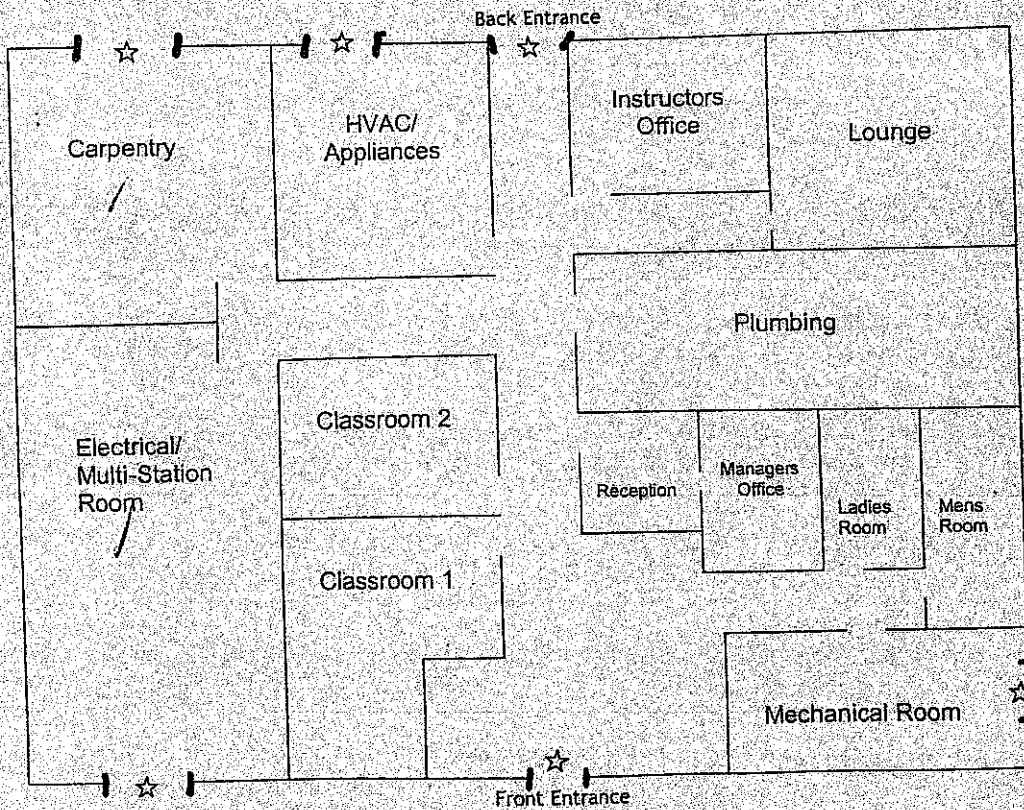 Back Entrance
Carpentry
HVAC/
Appliances
Instructors
Office
Lounge
Plumbing
Classroom 2
Electrical/
Multi-Station
Room
Reception
Managers
Office
Ladies
Room
Mens
Room
Classroom 1
Mechanical Room
Front Entrance